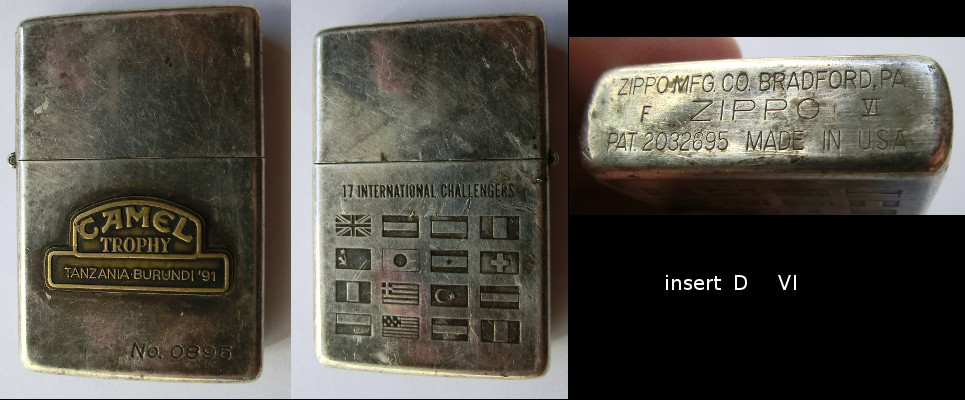 CAMEL
TROPHY
TANZANIA·BURUNDI '91
No. 0895
17 INTERNATIONAL CHALLENGERS
ZIPPO MFG. CO. BRADFORD, PA.
F ZIPPO VI
PAT. 2032695 MADE IN U.S.A.
insert D VI